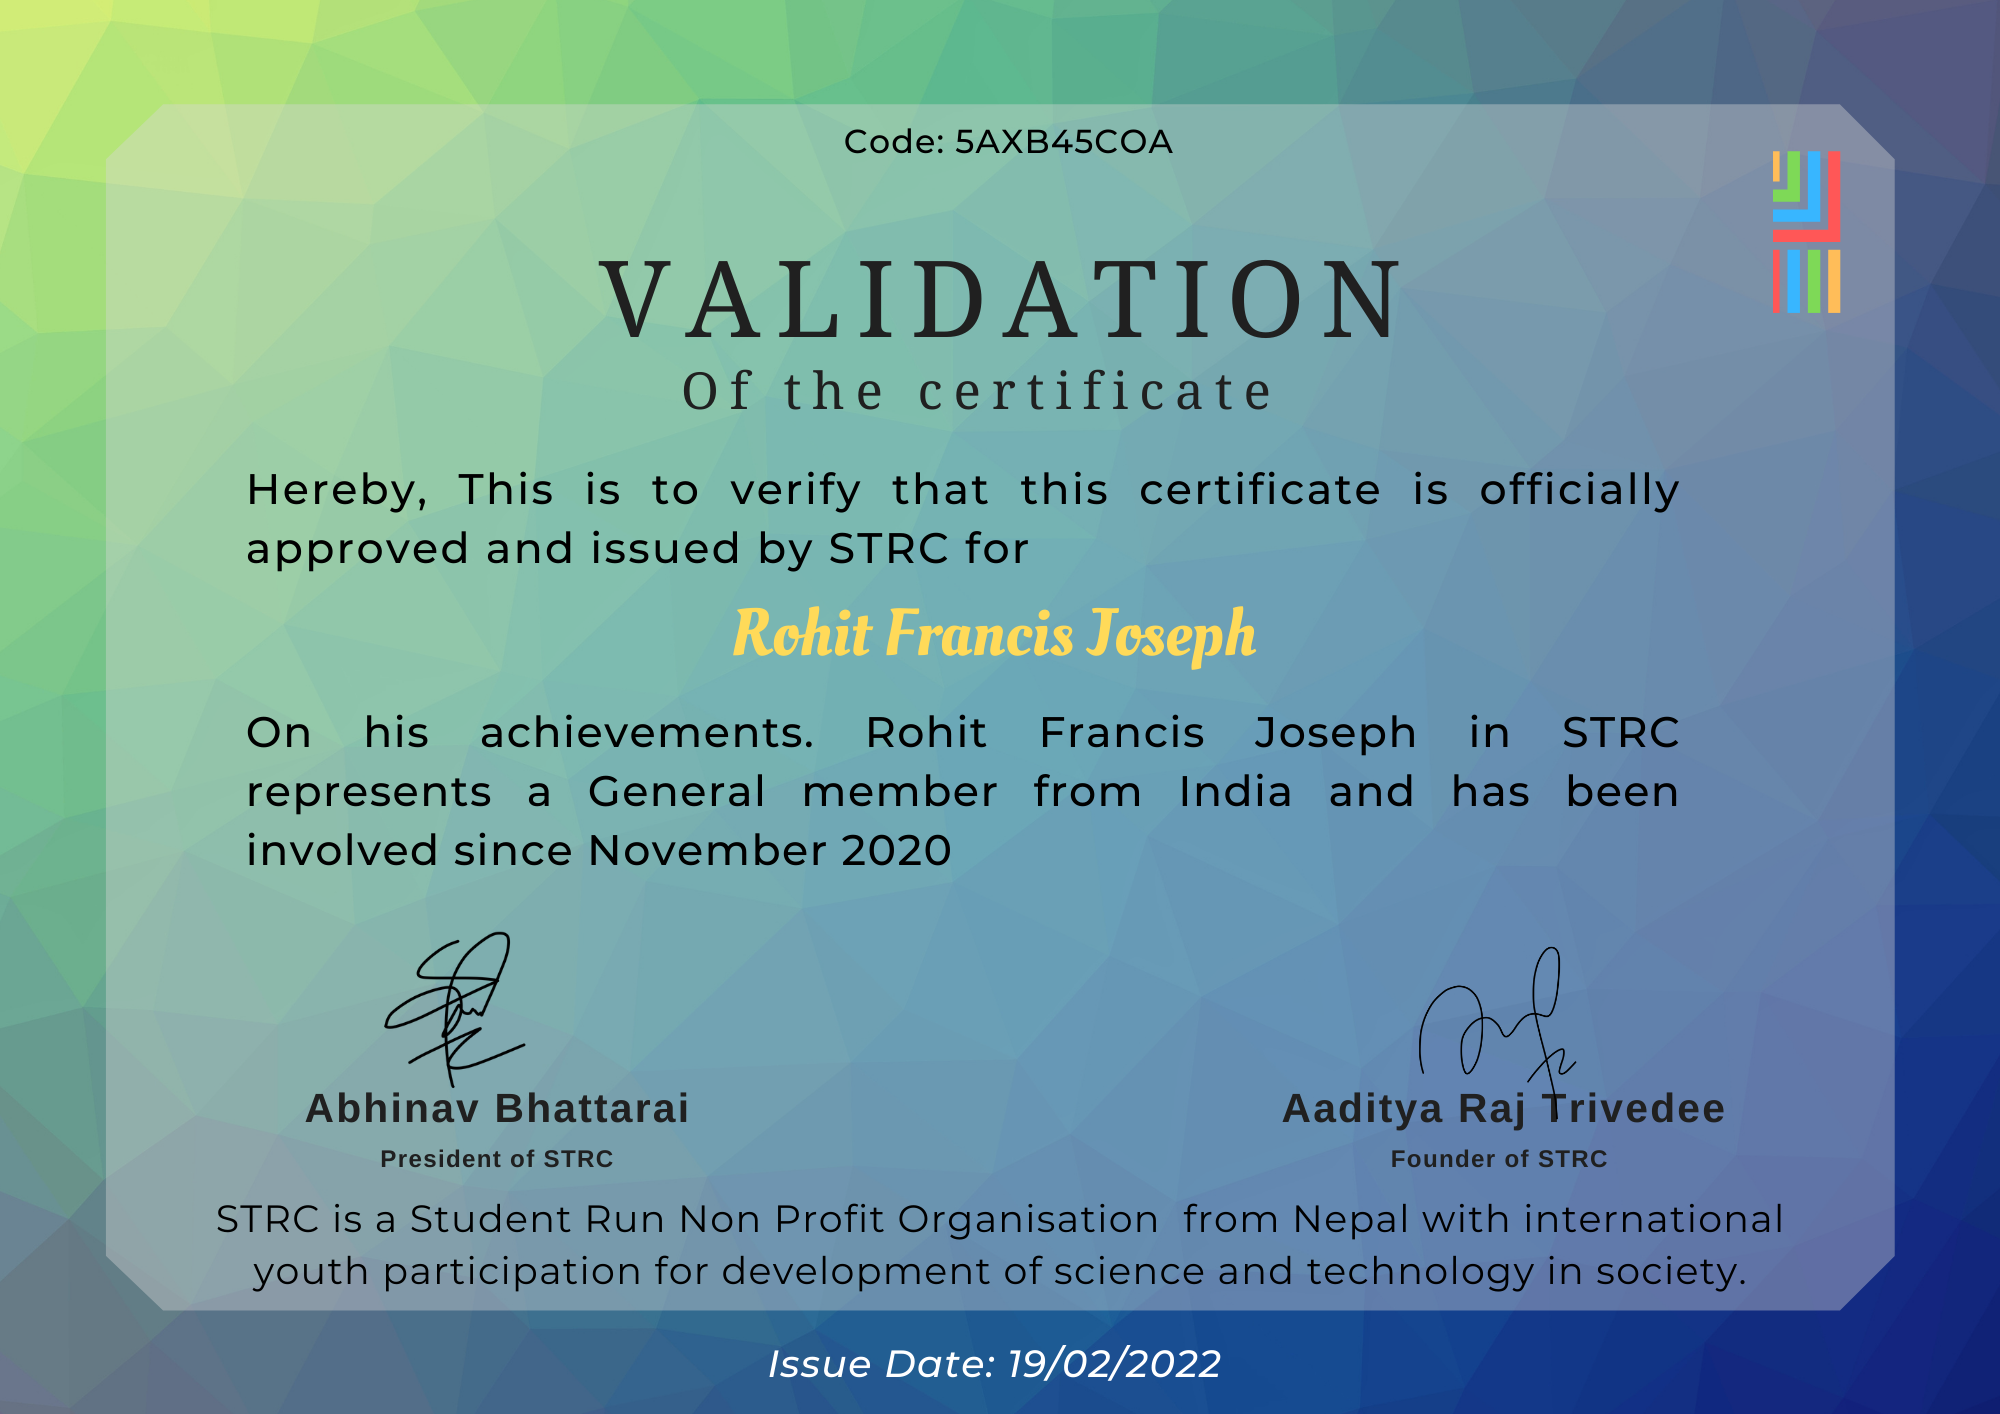 Code: 5AXB45COA
VALIDATION
Of the certificate
Hereby, This is to verify that this certificate is officially
approved and issued by STRC for
Rohit Francis Joseph
On his achievements. Rohit Francis Joseph in STRC
represents a General member from India and has been
involved since November 2020
Abhinav Bhattarai
President of STRC
Aaditya Raj Trivedee
Founder of STRC
STRC is a Student Run Non Profit Organisation from Nepal with international
youth participation for development of science and technology in society.
Issue Date: 19/02/2022